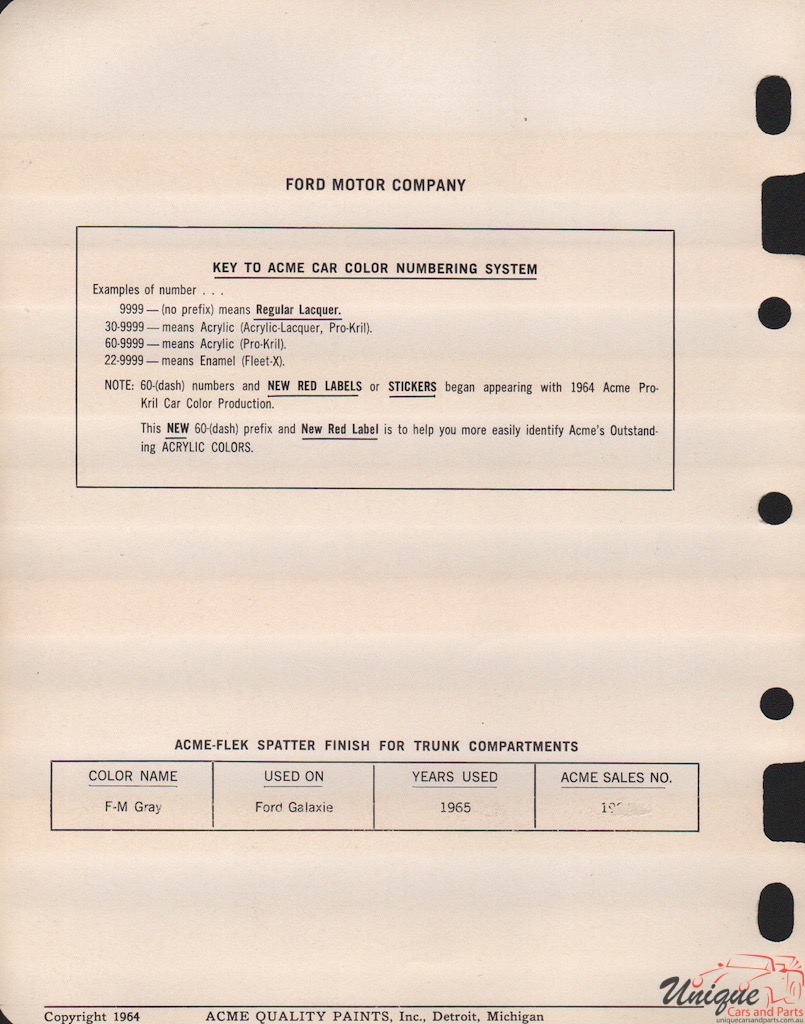 FORD MOTOR COMPANY
KEY TO ACME CAR COLOR NUMBERING SYSTEM
Examples of number . . .
9999 — (no prefix) means Regular Lacquer.
30-9999 — means Acrylic (Acrylic-Lacquer, Pro-Kril).
60-9999 — means Acrylic (Pro-Kril).
22-9999 — means Enamel (Fleet-X).
NOTE: 60-(dash) numbers and NEW RED LABELS or STICKERS began appearing with 1964 Acme Pro-
Kril Car Color Production.
This NEW 60-(dash) prefix and New Red Label is to help you more easily identify Acme's Outstand-
ing ACRYLIC COLORS.
ACME-FLEK SPATTER FINISH FOR TRUNK COMPARTMENTS
COLOR NAME USED ON YEARS USED ACME SALES NO.
F-M Gray Ford Galaxie 1965
Copyright 1964 ACME QUALITY PAINTS, Inc., Detroit, Michigan
Unique
Cars and Parts
uniquecarsandparts.com.au